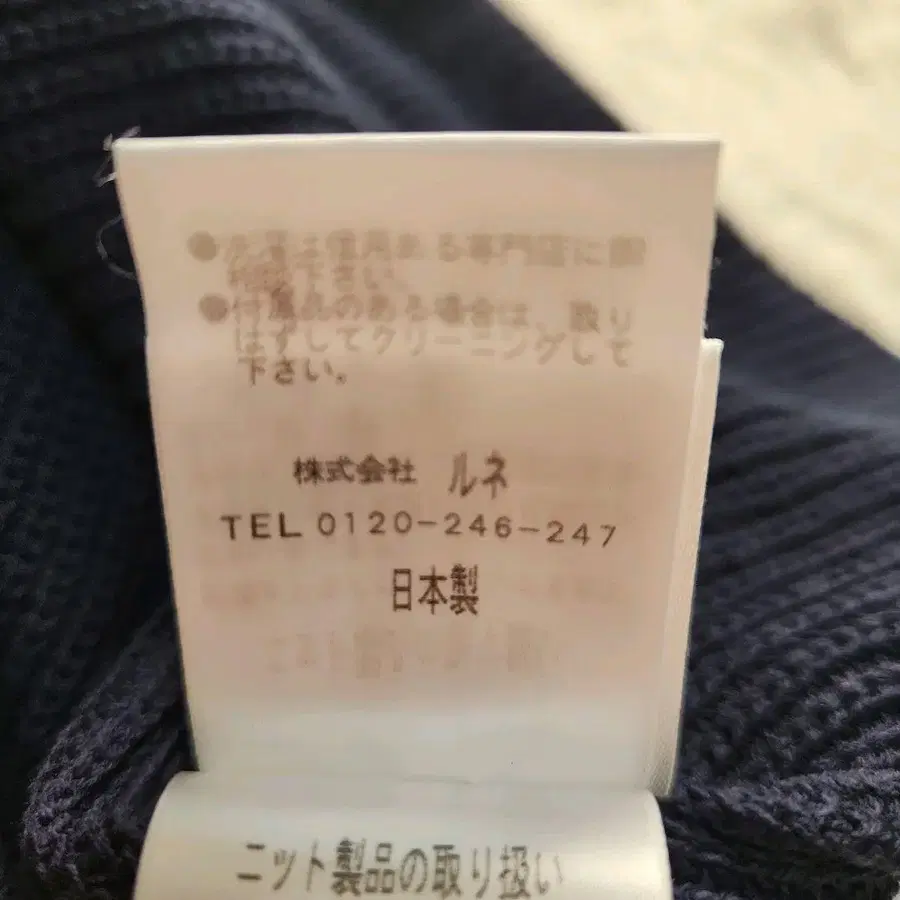 ●洗濯は信用ある専門店に御
相談下さい。
●付属品のある場合は、取り
はずしてクリーニングして
下さい。
株式会社 ルネ
TEL 0120-246-247
日本製
ニット製品の取り扱い